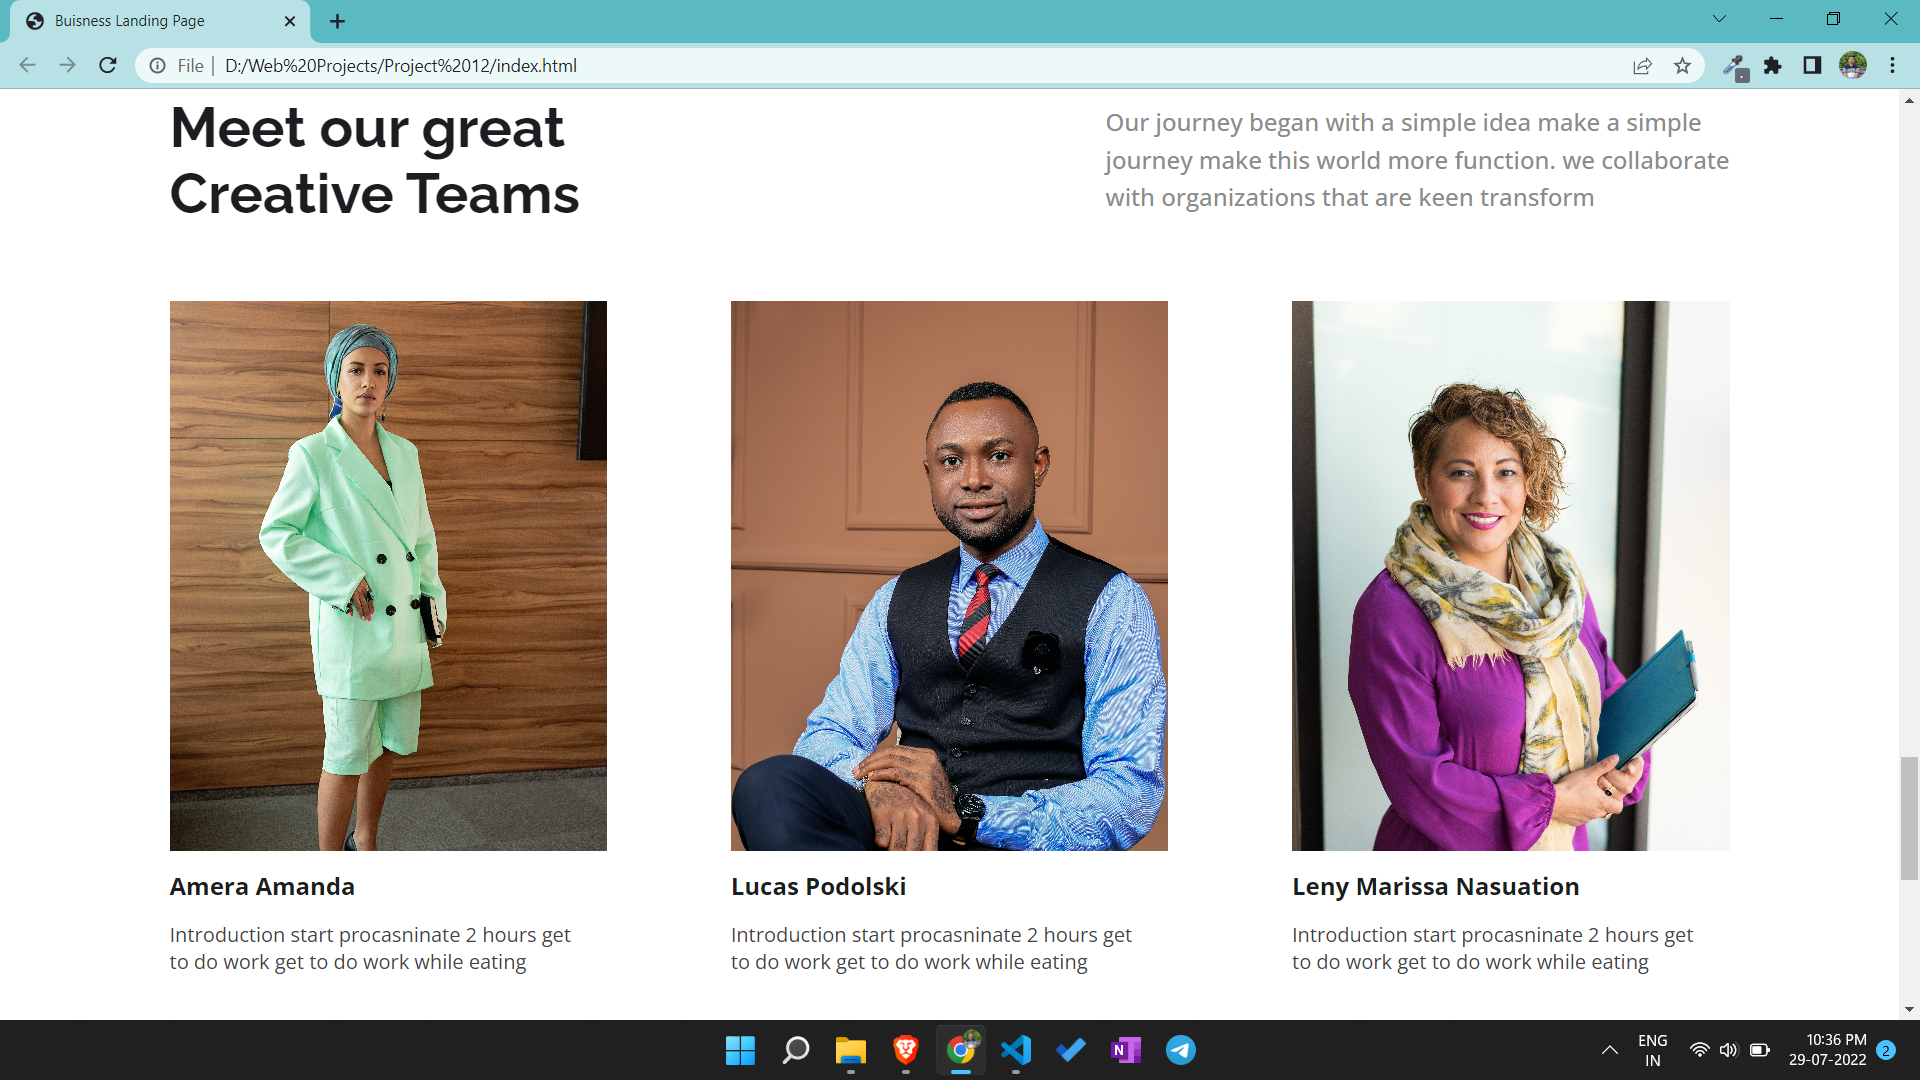 Buisness Landing Page
File
D:/Web%20Projects/Project%2012/index.html
Meet our great
Creative Teams
Our journey began with a simple idea make a simple
journey make this world more function. we collaborate
with organizations that are keen transform
Amera Amanda
Introduction start procasninate 2 hours get
to do work get to do work while eating
Lucas Podolski
Introduction start procasninate 2 hours get
to do work get to do work while eating
Leny Marissa Nasuation
Introduction start procasninate 2 hours get
to do work get to do work while eating
N
ENG
IN
10:36 PM
29-07-2022
2